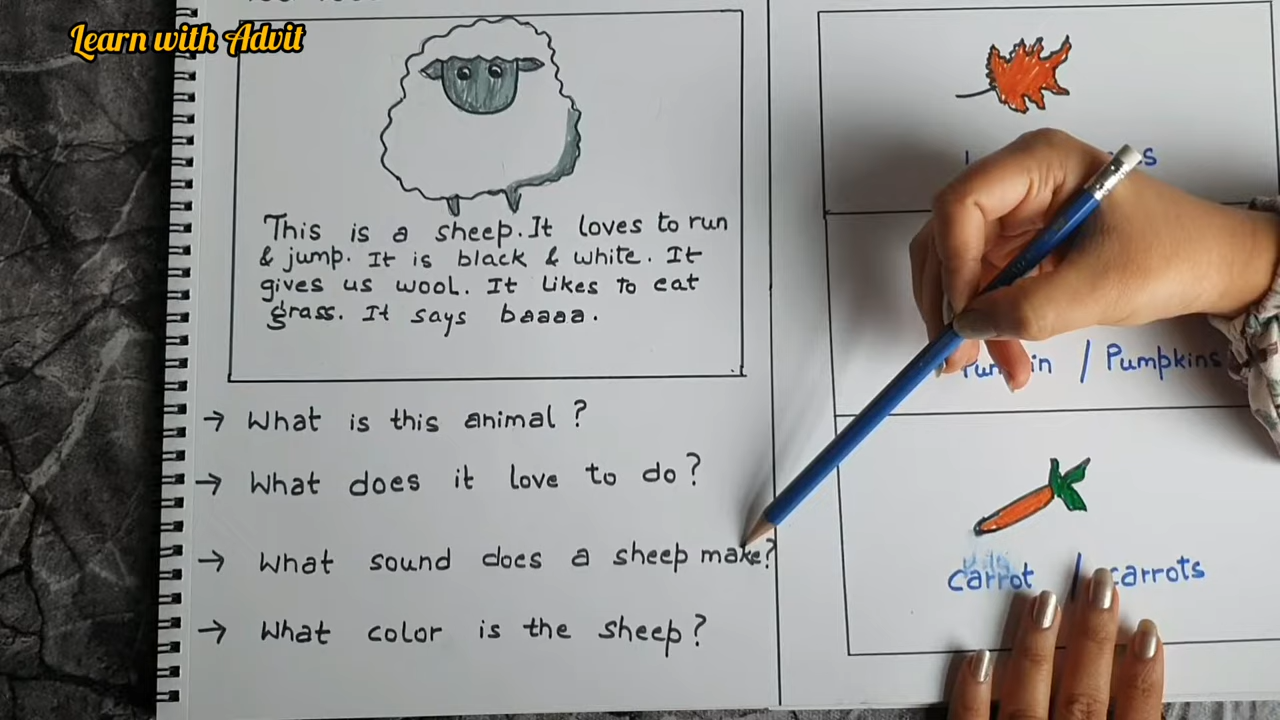 Learn with Advit
This is a sheep. It loves to run
& jump. It is black & white. It
gives us wool. It likes to eat
grass. It says baaaa.
→ What is this animal ?
→ What does it love to do ?
→ What sound does a sheep make?
→ What color is the sheep ?
/ Pumpkins
carrot / carrots